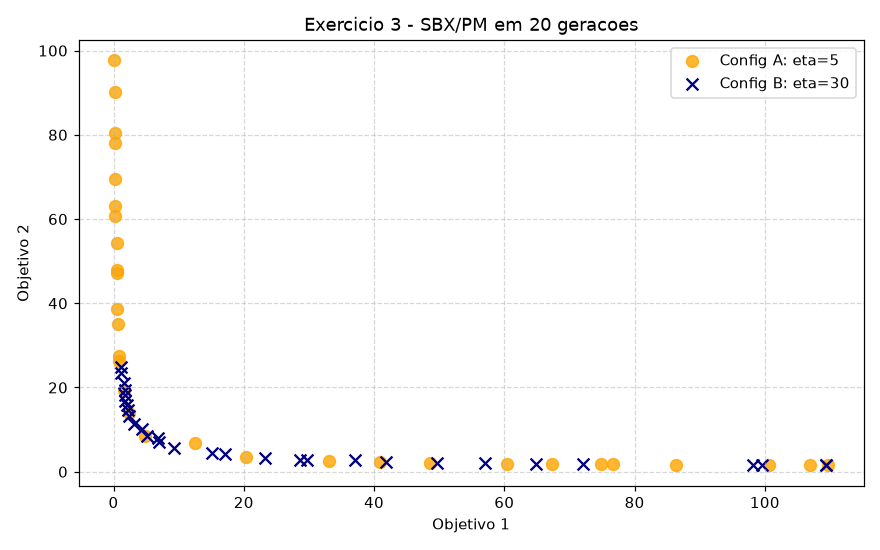 Exercicio 3 - SBX/PM em 20 geracoes
Config A: eta=5
Config B: eta=30
Objetivo 2
100
80
60
40
20
0
0 20 40 60 80 100
Objetivo 1